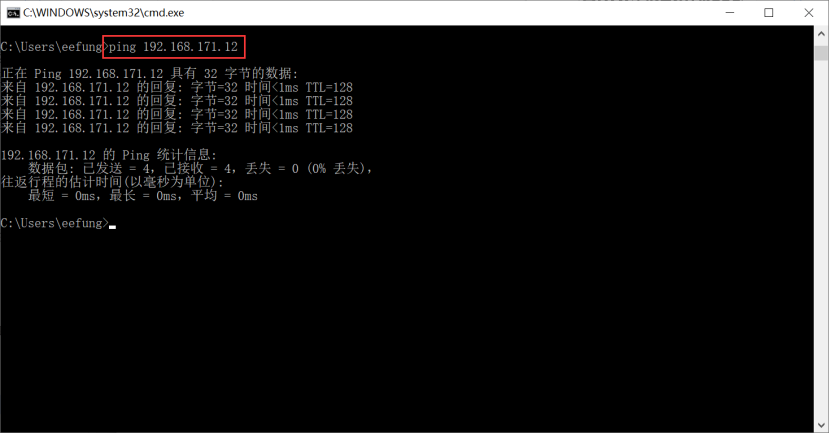 C:\WINDOWS\system32\cmd.exe
C:\Users\eefung>ping 192.168.171.12
正在 Ping 192.168.171.12 具有 32 字节的数据:
来自 192.168.171.12 的回复: 字节=32 时间<1ms TTL=128
来自 192.168.171.12 的回复: 字节=32 时间<1ms TTL=128
来自 192.168.171.12 的回复: 字节=32 时间<1ms TTL=128
来自 192.168.171.12 的回复: 字节=32 时间<1ms TTL=128
192.168.171.12 的 Ping 统计信息:
数据包: 已发送 = 4，已接收 = 4，丢失 = 0 (0% 丢失)，
往返行程的估计时间(以毫秒为单位):
最短 = 0ms，最长 = 0ms，平均 = 0ms
C:\Users\eefung>